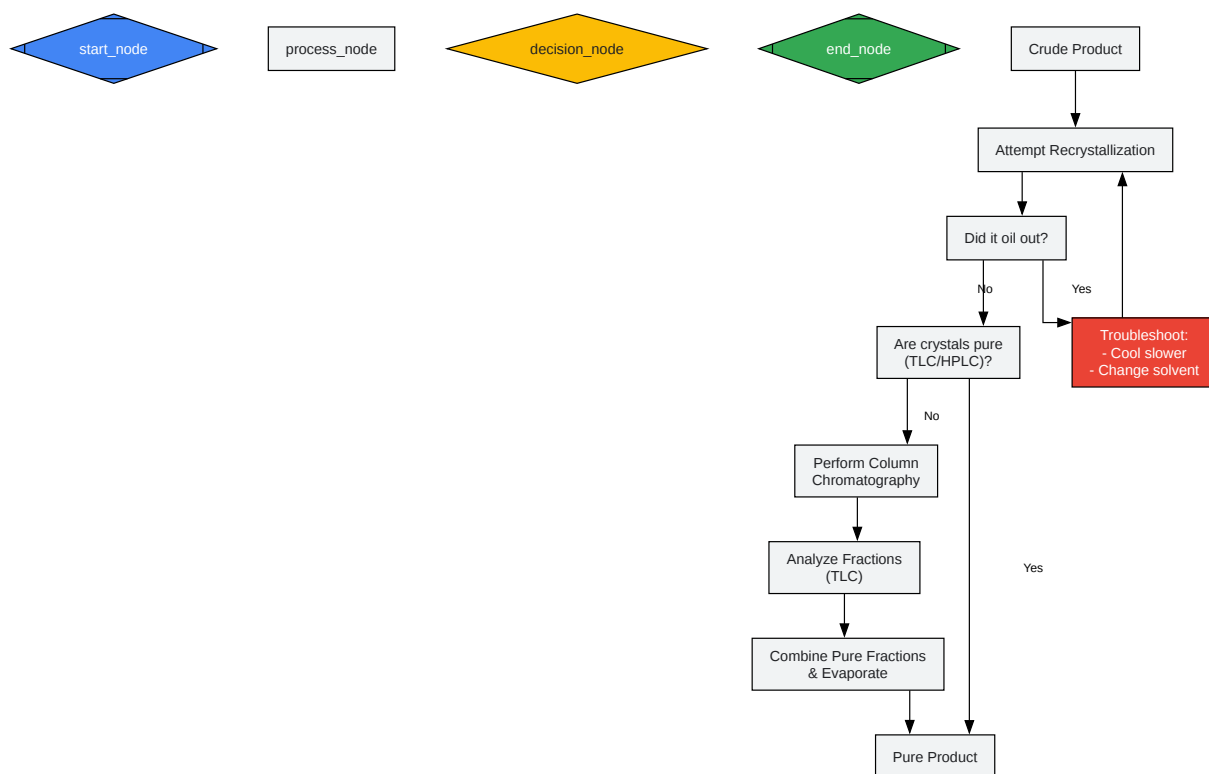 start_node
process_node
decision_node
end_node
Crude Product
Attempt Recrystallization
Did it oil out?
No
Yes
Troubleshoot:
- Cool slower
- Change solvent
Are crystals pure
(TLC/HPLC)?
No
Perform Column
Chromatography
Analyze Fractions
(TLC)
Yes
Combine Pure Fractions
& Evaporate
Pure Product